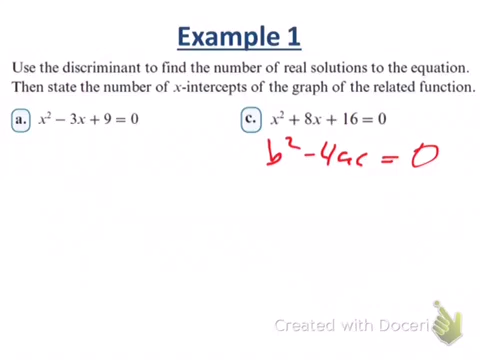 Example 1
Use the discriminant to find the number of real solutions to the equation.
Then state the number of x-intercepts of the graph of the related function.
a. x² − 3x + 9 = 0
c. x² + 8x + 16 = 0
b² − 4ac = 0
Created with Doceri